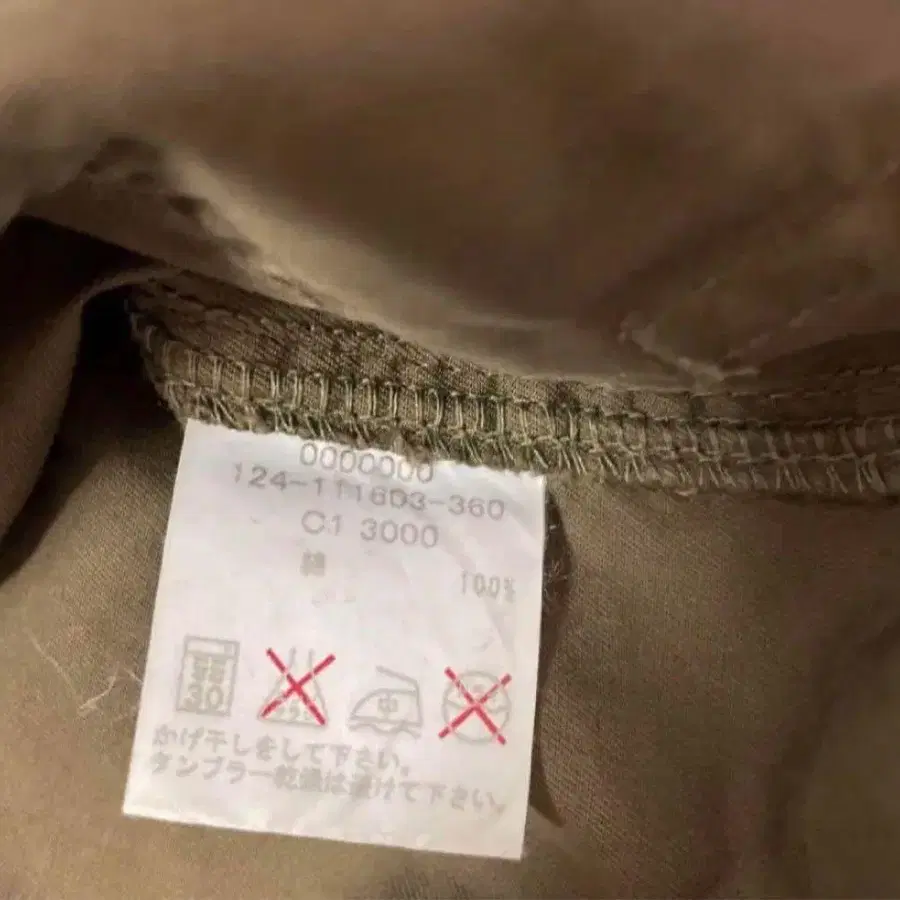 0000000
124-111603-360
C1 3000
綿 100%
30
中
かげ干しをして下さい。
タンブラー乾燥は避けて下さい。